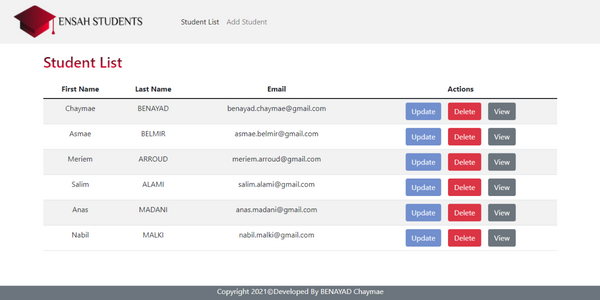 ENSAH STUDENTS Student List Add Student
Student List
First Name Last Name Email Actions
Chaymae BENAYAD benayad.chaymae@gmail.com Update Delete View
Asmae BELMIR asmae.belmir@gmail.com Update Delete View
Meriem ARROUD meriem.arroud@gmail.com Update Delete View
Salim ALAMI salim.alami@gmail.com Update Delete View
Anas MADANI anas.madani@gmail.com Update Delete View
Nabil MALKI nabil.malki@gmail.com Update Delete View
Copyright 2021©Developed By BENAYAD Chaymae